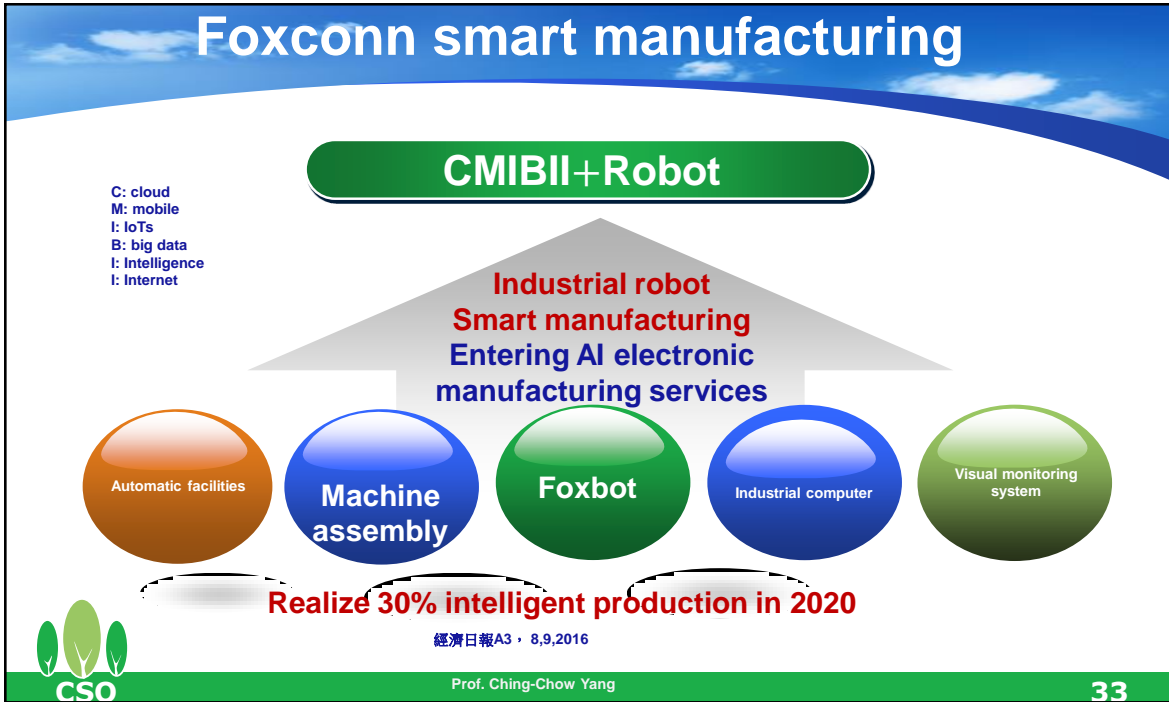 Foxconn smart manufacturing
CMIBII+Robot
C: cloud
M: mobile
I: IoTs
B: big data
I: Intelligence
I: Internet
Industrial robot
Smart manufacturing
Entering AI electronic
manufacturing services
Automatic facilities
Machine
assembly
Foxbot
Industrial computer
Visual monitoring
system
Realize 30% intelligent production in 2020
經濟日報A3，8,9,2016
CSQ
Prof. Ching-Chow Yang
33